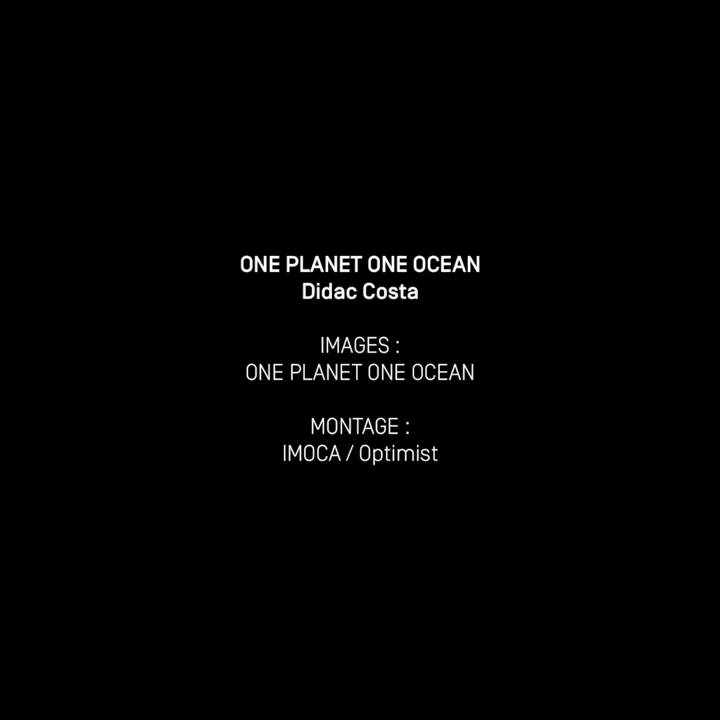 ONE PLANET ONE OCEAN
Didac Costa
IMAGES :
ONE PLANET ONE OCEAN
MONTAGE :
IMOCA / Optimist